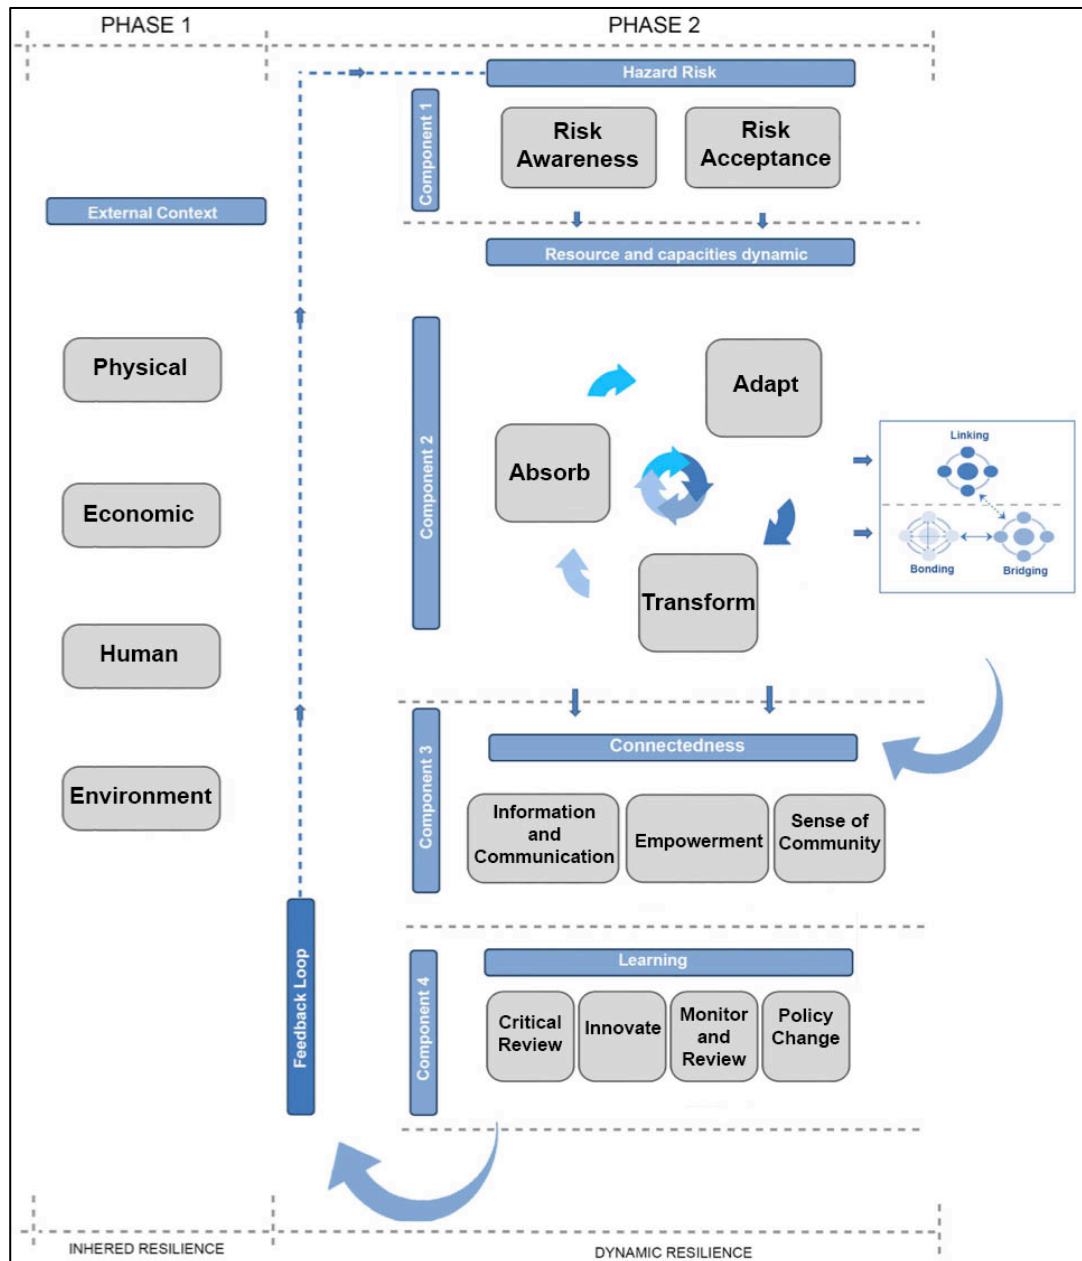 PHASE 1
PHASE 2
External Context
Physical
Economic
Human
Environment
Feedback Loop
Hazard Risk
Component 1
Risk
Awareness
Risk
Acceptance
Resource and capacities dynamic
Component 2
Absorb
Adapt
Transform
Linking
Bonding
Bridging
Component 3
Connectedness
Information
and
Communication
Empowerment
Sense of
Community
Component 4
Learning
Critical
Review
Innovate
Monitor
and
Review
Policy
Change
INHERED RESILIENCE
DYNAMIC RESILIENCE